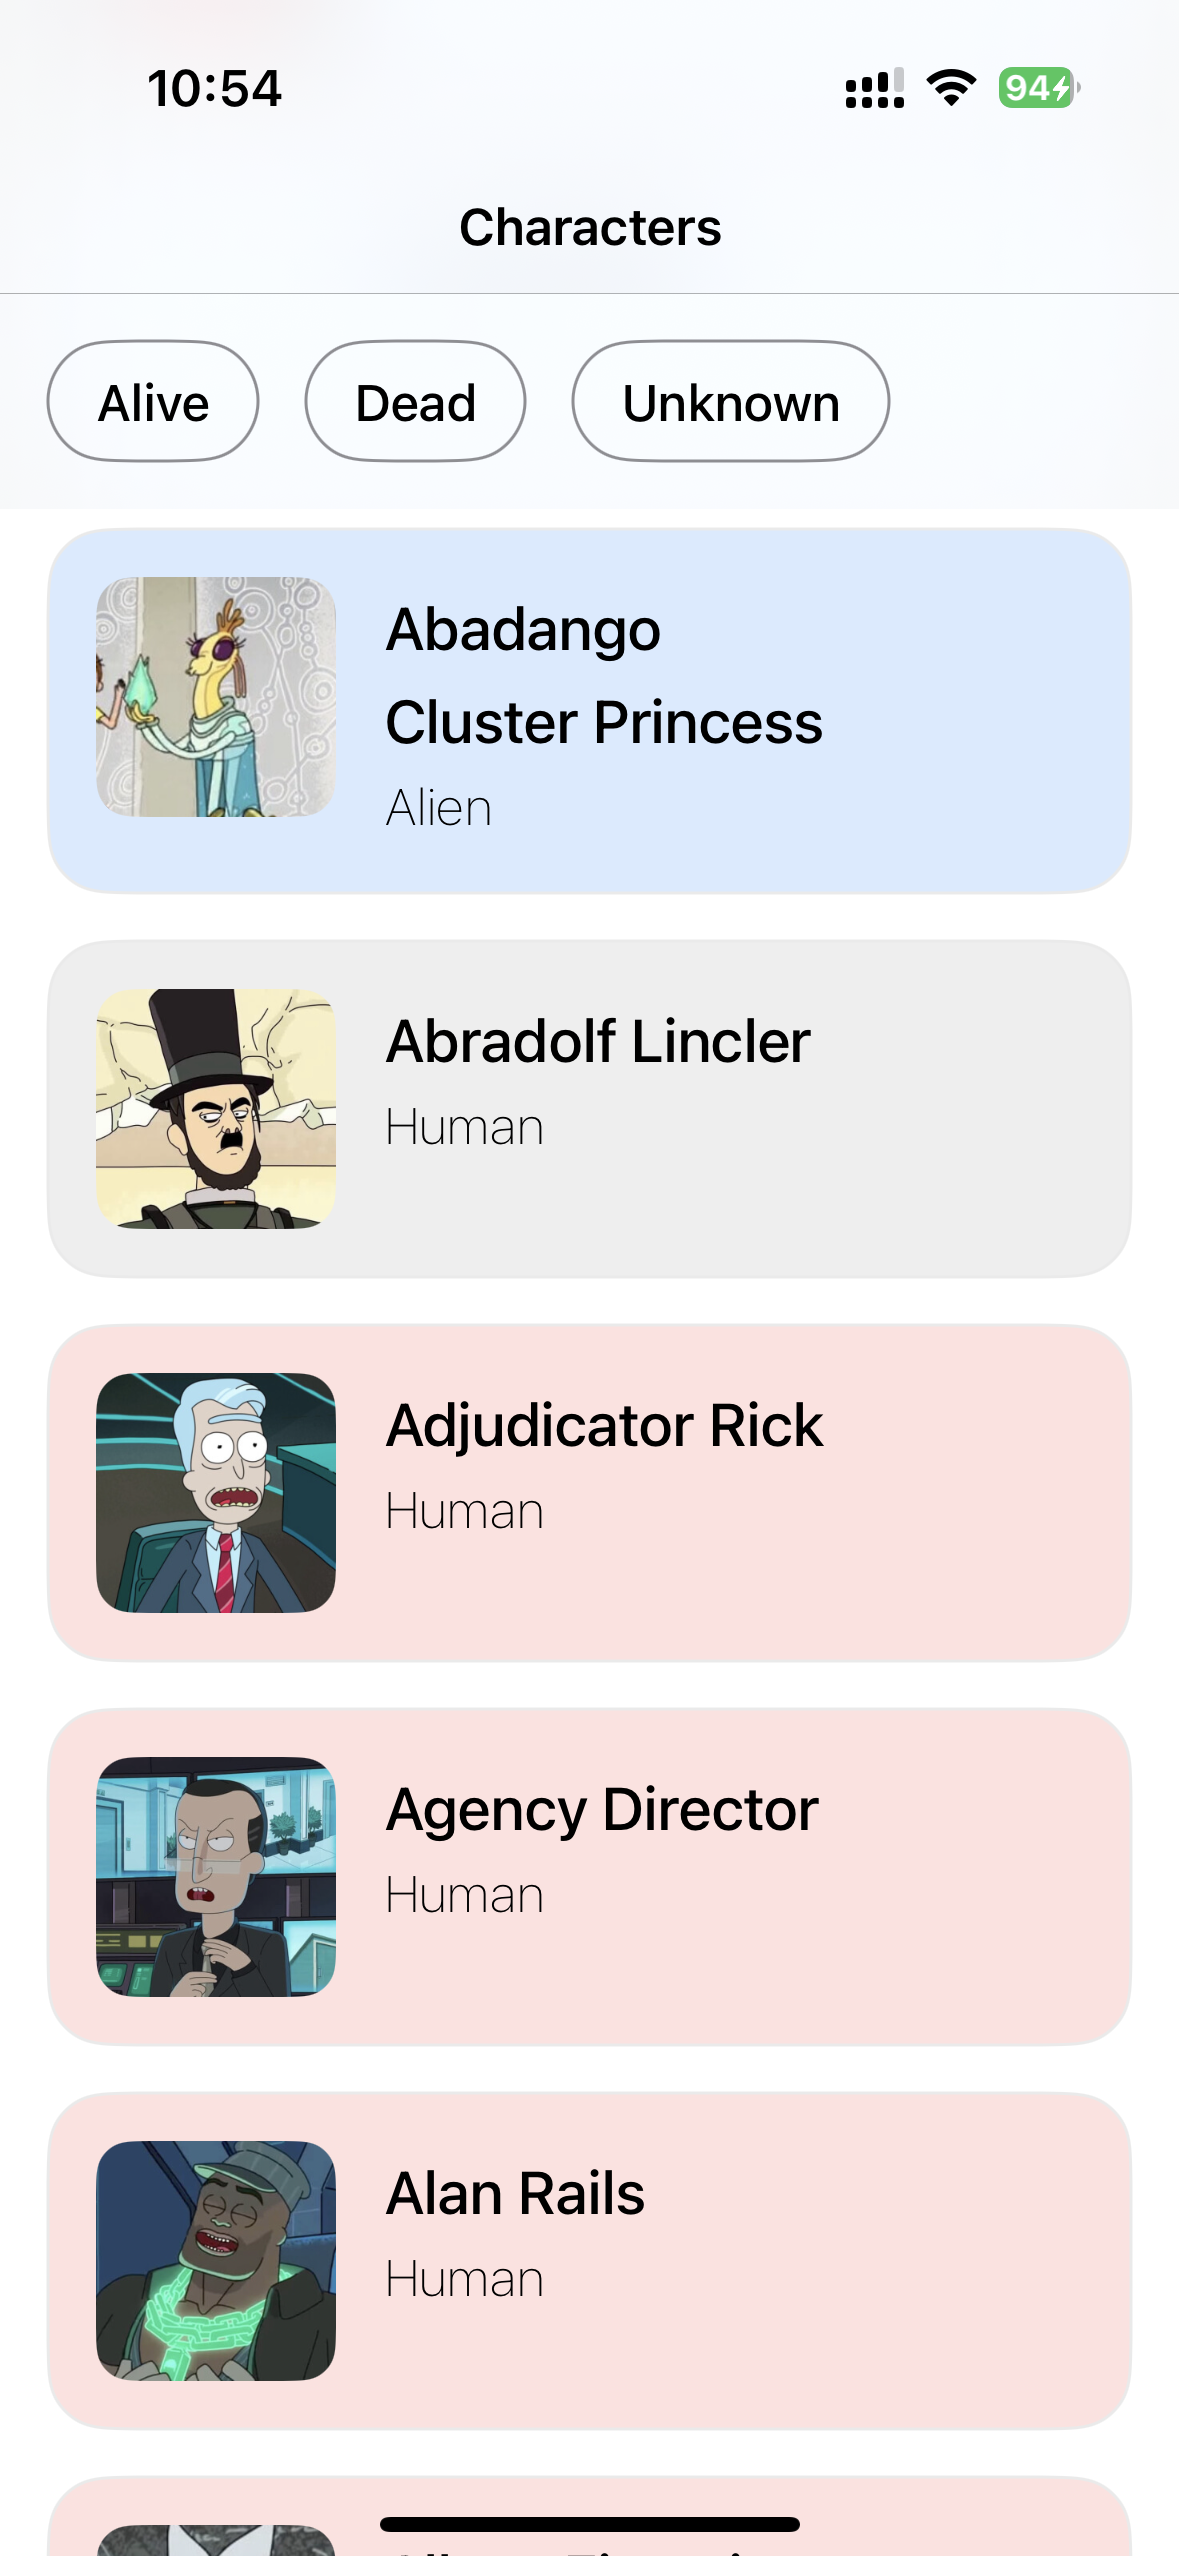 10:54
94
Characters
Alive
Dead
Unknown
Abadango
Cluster Princess
Alien
Abradolf Lincler
Human
Adjudicator Rick
Human
Agency Director
Human
Alan Rails
Human